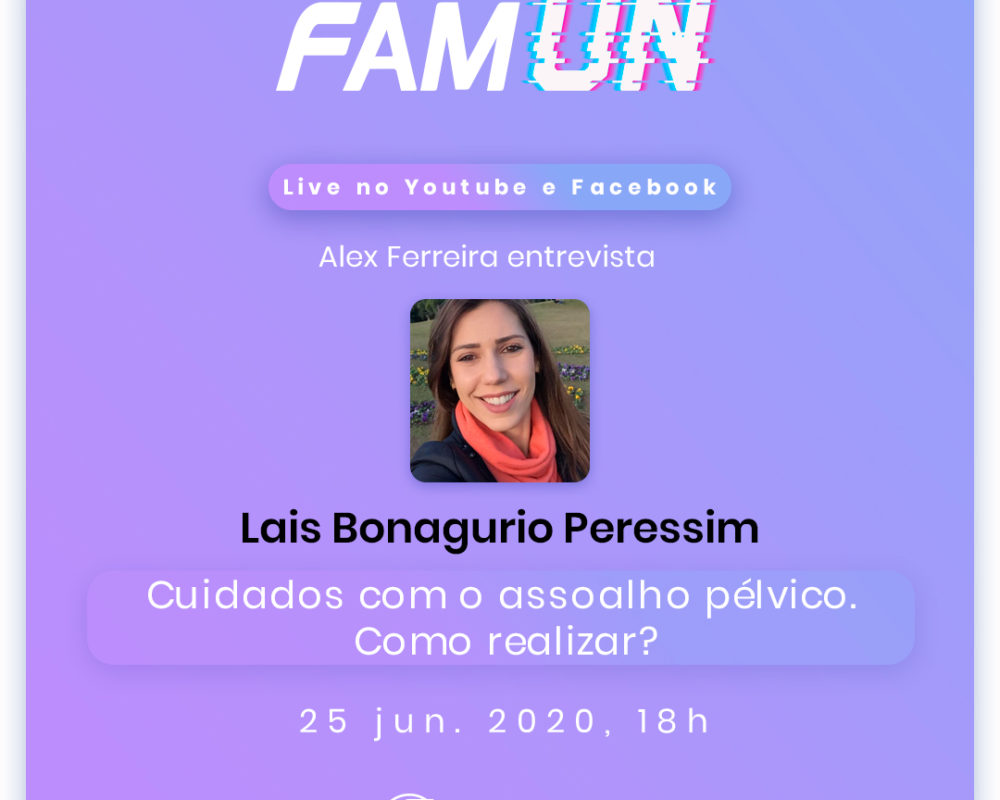 FAMUN
Live no Youtube e Facebook
Alex Ferreira entrevista
Lais Bonagurio Peressim
Cuidados com o assoalho pélvico.
Como realizar?
25 jun. 2020, 18h